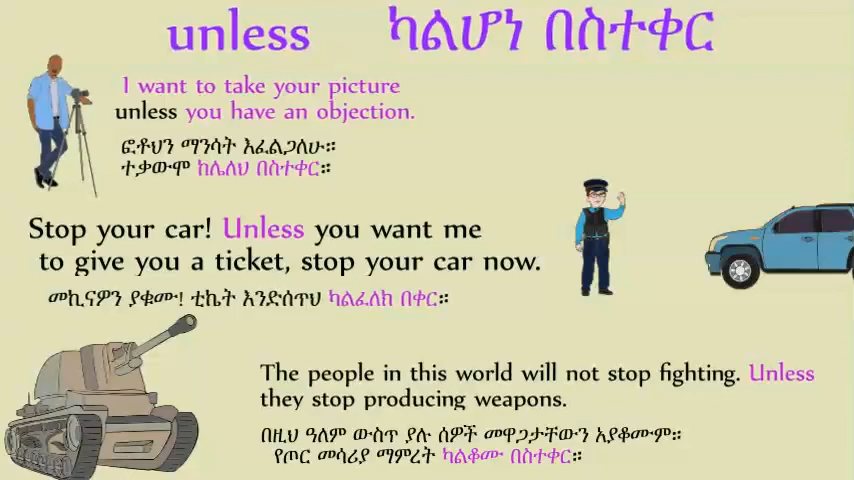 unless ካልሆነ በስተቀር
I want to take your picture
unless you have an objection.
ፎቶህን ማንሳት እፈልጋለሁ።
ተቃውሞ ከሌለህ በስተቀር።
Stop your car! Unless you want me
to give you a ticket, stop your car now.
መኪናዎን ያቁሙ! ቲኬት እንድሰጥህ ካልፈለክ በቀር።
The people in this world will not stop fighting. Unless
they stop producing weapons.
በዚህ ዓለም ውስጥ ያሉ ሰዎች መዋጋታቸውን አያቆሙም።
የጦር መሳሪያ ማምረት ካልቆሙ በስተቀር።